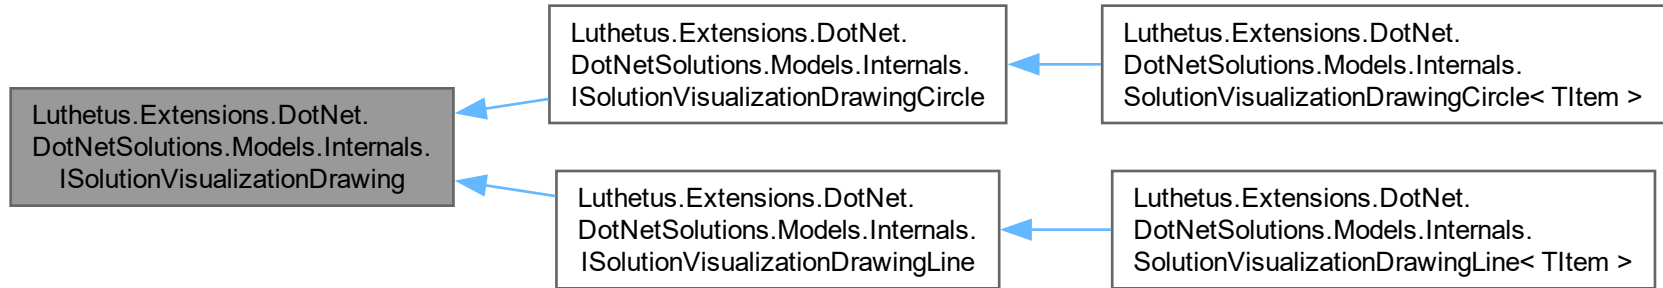 Luthetus.Extensions.DotNet.
DotNetSolutions.Models.Internals.
ISolutionVisualizationDrawing
Luthetus.Extensions.DotNet.
DotNetSolutions.Models.Internals.
ISolutionVisualizationDrawingCircle
Luthetus.Extensions.DotNet.
DotNetSolutions.Models.Internals.
SolutionVisualizationDrawingCircle< TItem >
Luthetus.Extensions.DotNet.
DotNetSolutions.Models.Internals.
ISolutionVisualizationDrawingLine
Luthetus.Extensions.DotNet.
DotNetSolutions.Models.Internals.
SolutionVisualizationDrawingLine< TItem >